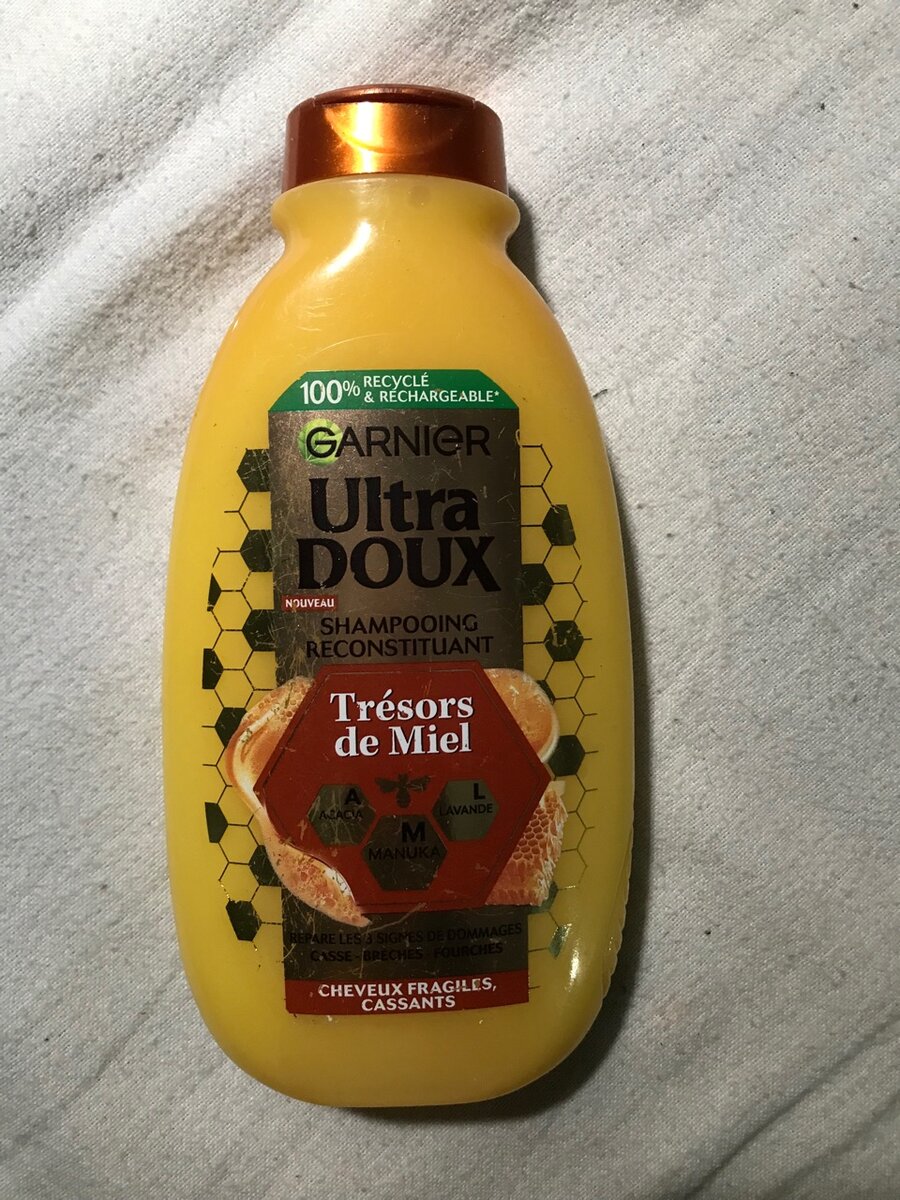 100% RECYCLÉ
& RECHARGEABLE*
GARNIER
Ultra
DOUX
NOUVEAU
SHAMPOOING
RECONSTITUANT
Trésors
de Miel
A
ACACIA
L
LAVANDE
M
MANUKA
RÉPARE LES 3 SIGNES DE DOMMAGES
CASSE - BRÈCHES - FOURCHES
CHEVEUX FRAGILES,
CASSANTS